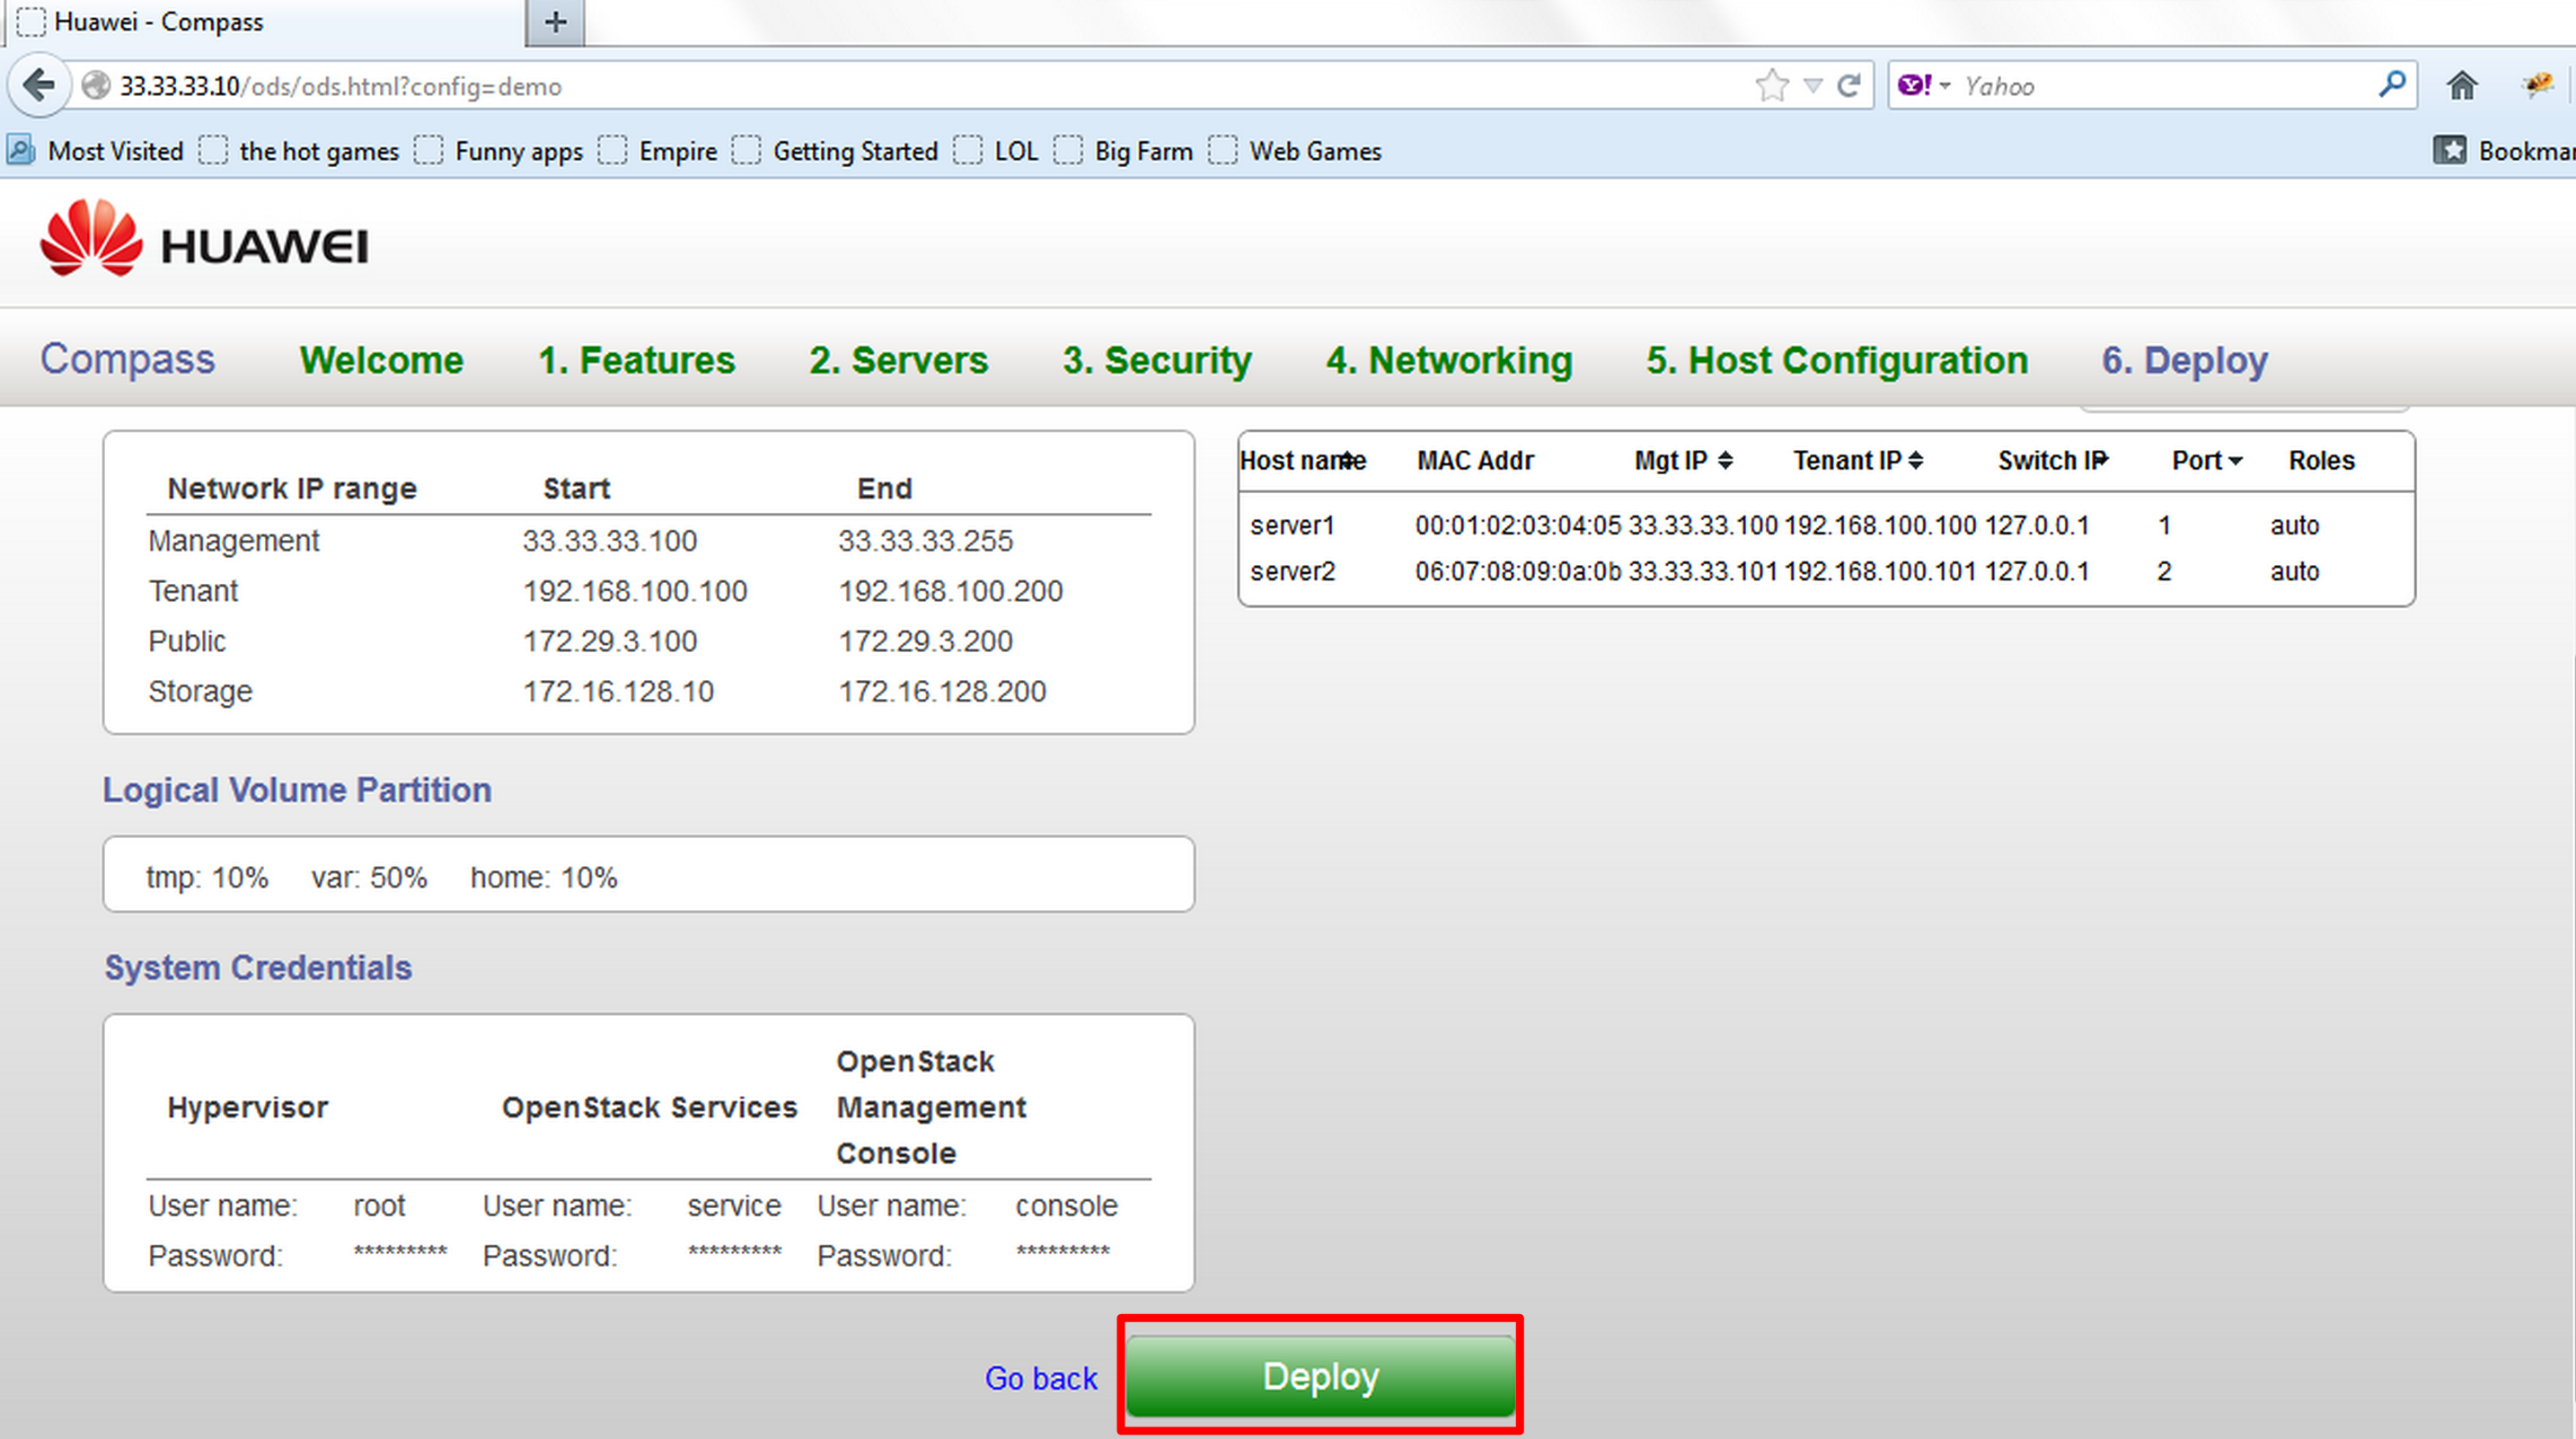 Huawei - Compass
33.33.33.10/ods/ods.html?config=demo
Y! Yahoo
Most Visited the hot games Funny apps Empire Getting Started LOL Big Farm Web Games Bookmar
HUAWEI
Compass Welcome 1. Features 2. Servers 3. Security 4. Networking 5. Host Configuration 6. Deploy
Network IP range Start End
Management 33.33.33.100 33.33.33.255
Tenant 192.168.100.100 192.168.100.200
Public 172.29.3.100 172.29.3.200
Storage 172.16.128.10 172.16.128.200
Host name MAC Addr Mgt IP Tenant IP Switch IP Port Roles
server1 00:01:02:03:04:05 33.33.33.100 192.168.100.100 127.0.0.1 1 auto
server2 06:07:08:09:0a:0b 33.33.33.101 192.168.100.101 127.0.0.1 2 auto
Logical Volume Partition
tmp: 10% var: 50% home: 10%
System Credentials
Hypervisor OpenStack Services OpenStack
Management
Console
User name: root User name: service User name: console
Password: ********* Password: ********* Password: *********
Go back Deploy